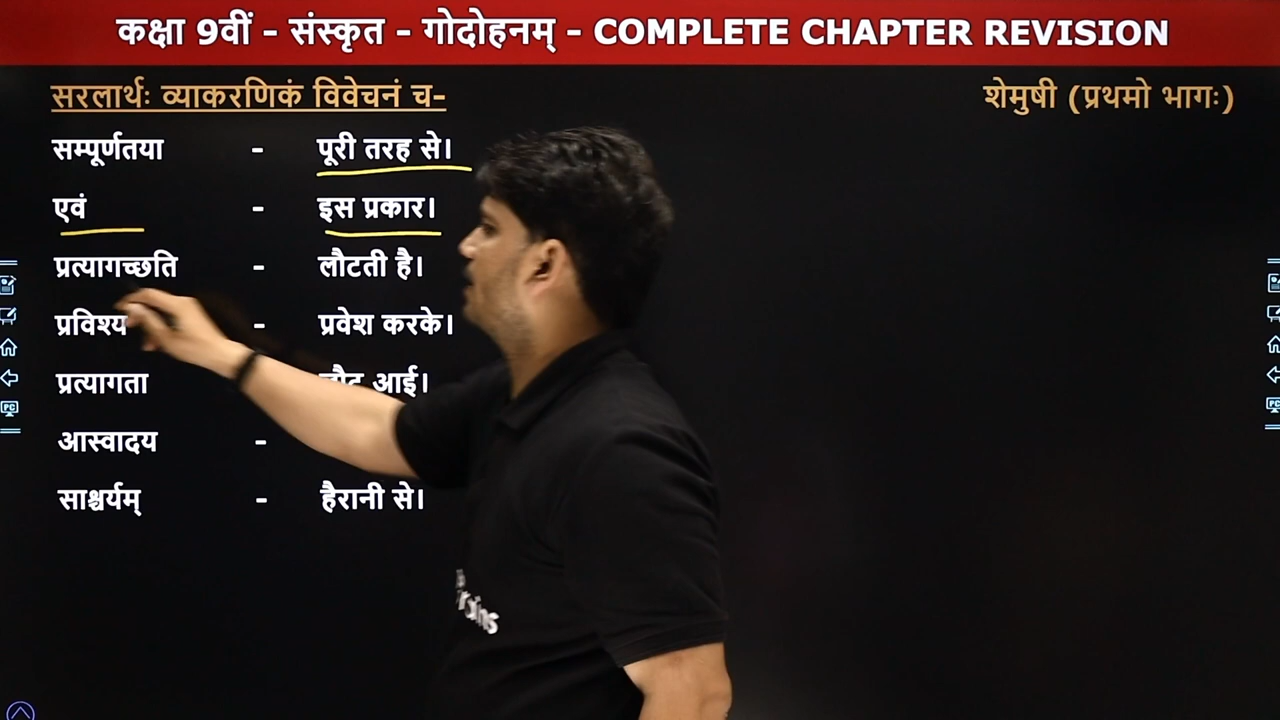 कक्षा 9वीं - संस्कृत - गोदोहनम् - COMPLETE CHAPTER REVISION
सरलार्थः व्याकरणिकं विवेचनं च-
शेमुषी (प्रथमो भागः)
सम्पूर्णतया - पूरी तरह से।
एवं - इस प्रकार।
प्रत्यागच्छति - लौटती है।
प्रविश्य - प्रवेश करके।
प्रत्यागता आई।
आस्वादय -
साश्चर्यम् - हैरानी से।